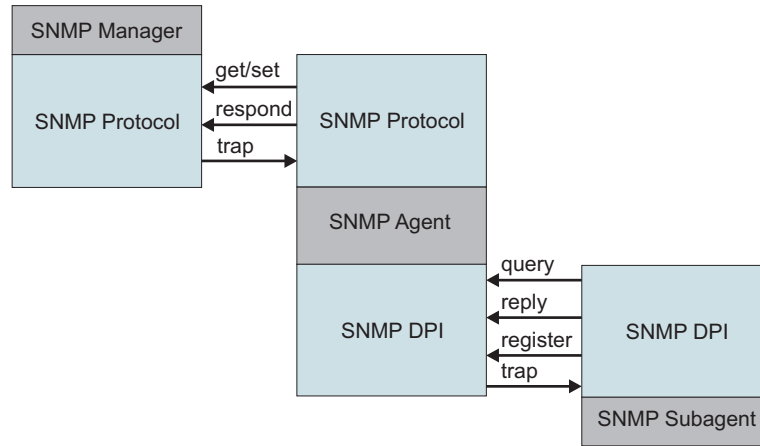 SNMP Manager
SNMP Protocol
get/set
respond
trap
SNMP Protocol
SNMP Agent
SNMP DPI
query
reply
register
trap
SNMP DPI
SNMP Subagent